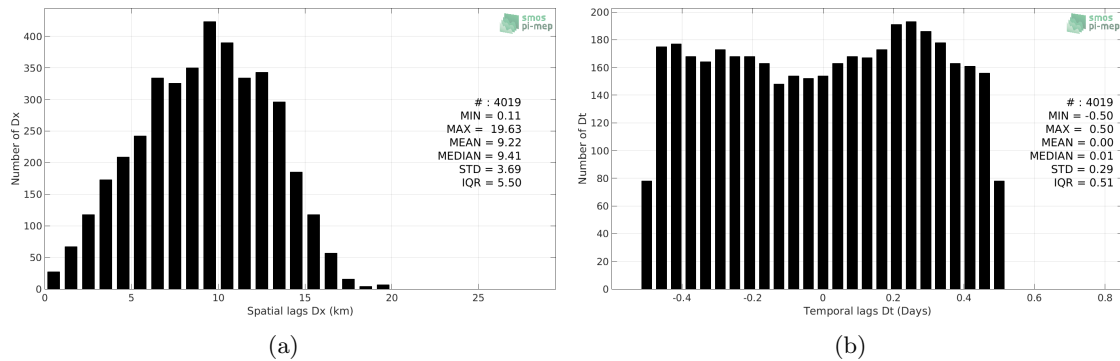 smos
pi-mep
400
350
300
250
200
150
100
50
0
Number of Dx
# : 4019
MIN = 0.11
MAX = 19.63
MEAN = 9.22
MEDIAN = 9.41
STD = 3.69
IQR = 5.50
0 5 10 15 20 25
Spatial lags Dx (km)
(a)
smos
pi-mep
200
180
160
140
120
100
80
60
40
20
0
Number of Dt
# : 4019
MIN = -0.50
MAX = 0.50
MEAN = 0.00
MEDIAN = 0.01
STD = 0.29
IQR = 0.51
-0.4 -0.2 0 0.2 0.4 0.6 0.8
Temporal lags Dt (Days)
(b)